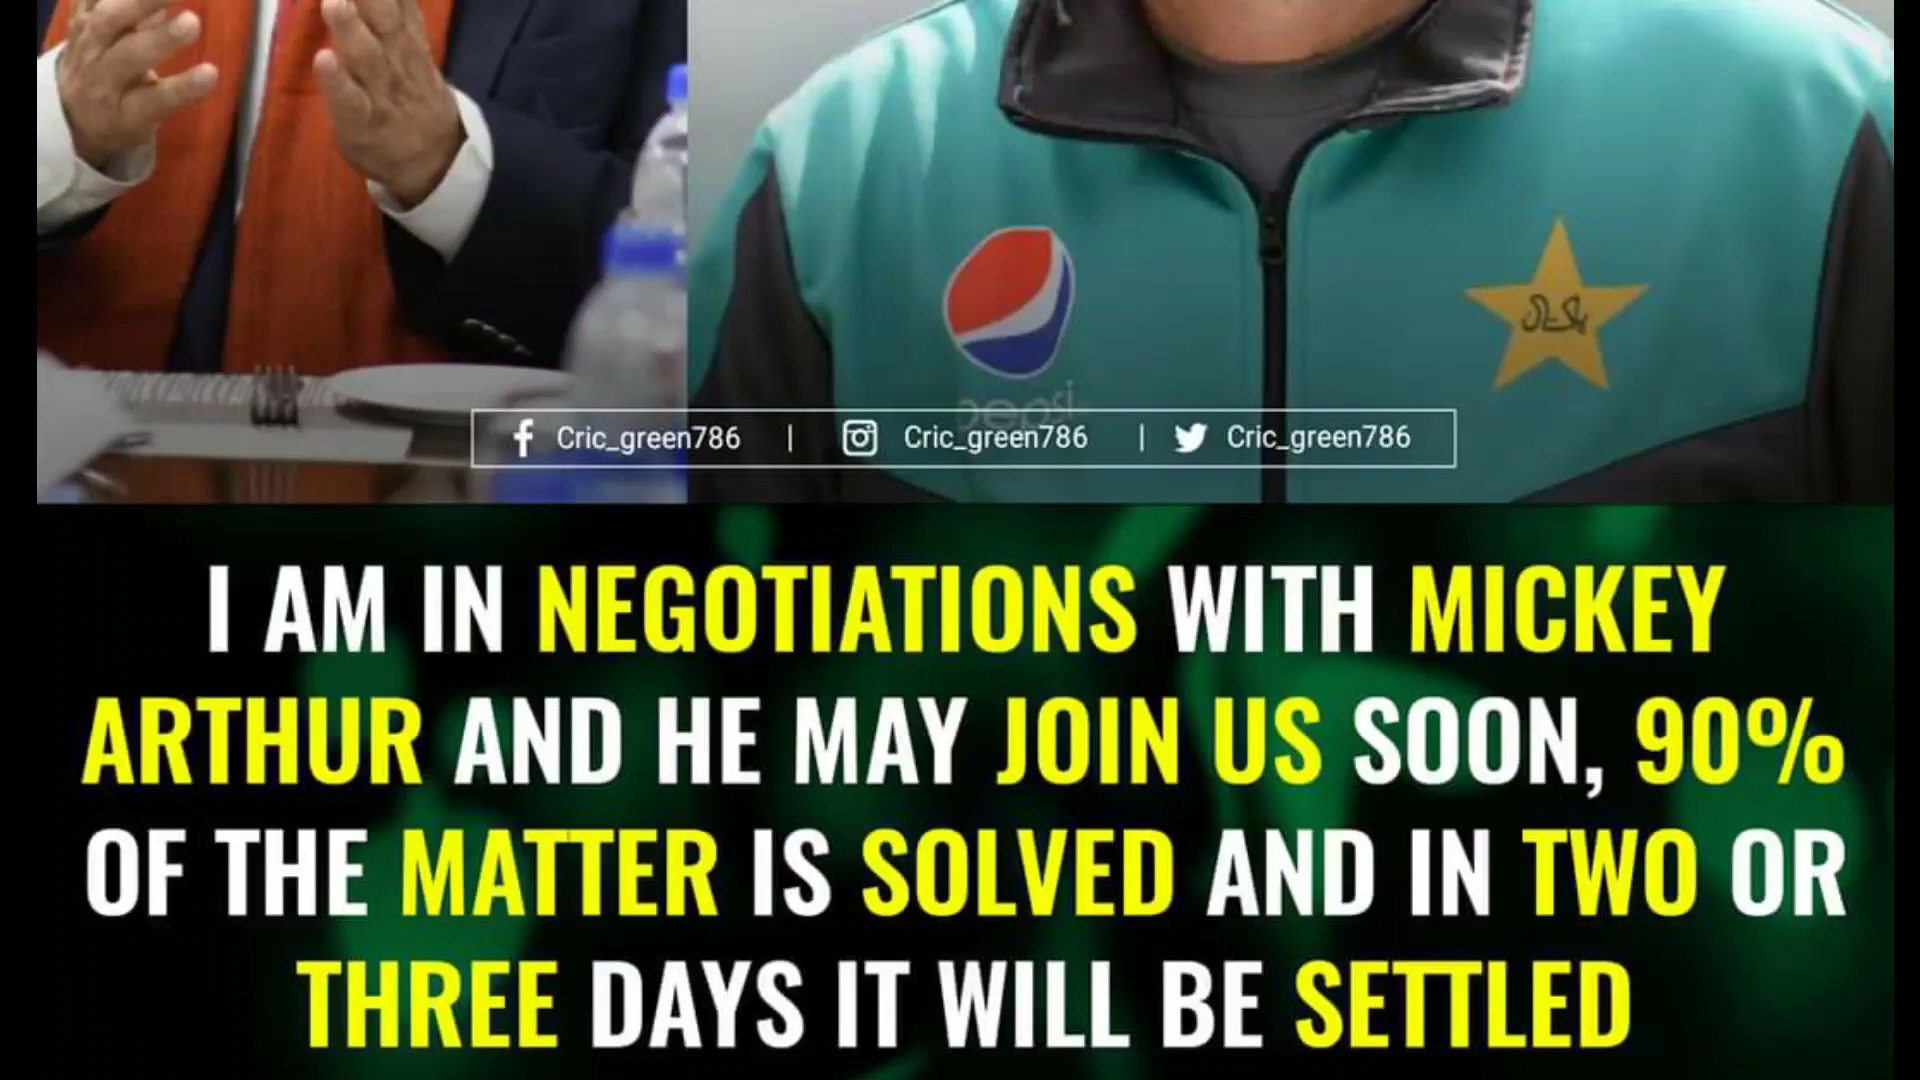 pepsi
Cric_green786 | Cric_green786 | Cric_green786
I AM IN NEGOTIATIONS WITH MICKEY
ARTHUR AND HE MAY JOIN US SOON, 90%
OF THE MATTER IS SOLVED AND IN TWO OR
THREE DAYS IT WILL BE SETTLED